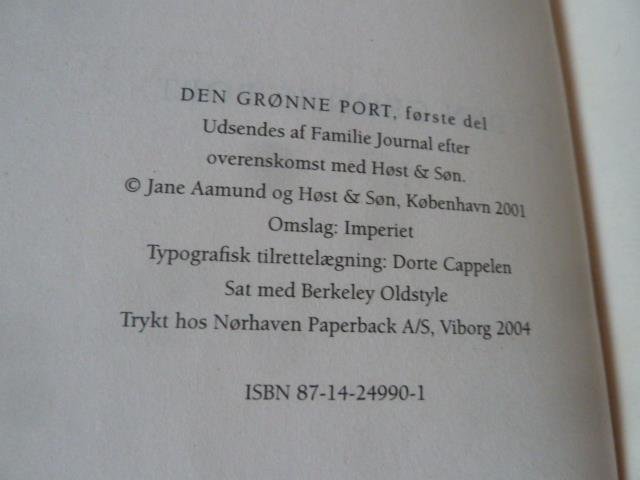 DEN GRØNNE PORT, første del
Udsendes af Familie Journal efter
overenskomst med Høst & Søn.
© Jane Aamund og Høst & Søn, København 2001
Omslag: Imperiet
Typografisk tilrettelægning: Dorte Cappelen
Sat med Berkeley Oldstyle
Trykt hos Nørhaven Paperback A/S, Viborg 2004
ISBN 87-14-24990-1